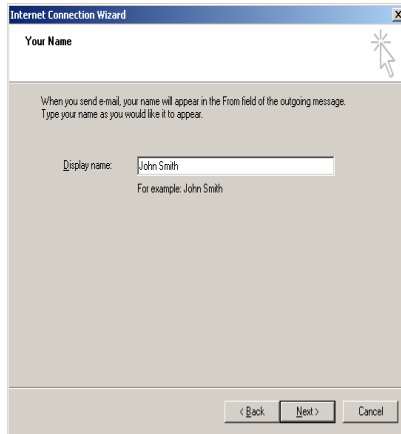 Internet Connection Wizard
Your Name
When you send e-mail, your name will appear in the From field of the outgoing message.
Type your name as you would like it to appear.
Display name: John Smith
For example: John Smith
< Back Next > Cancel